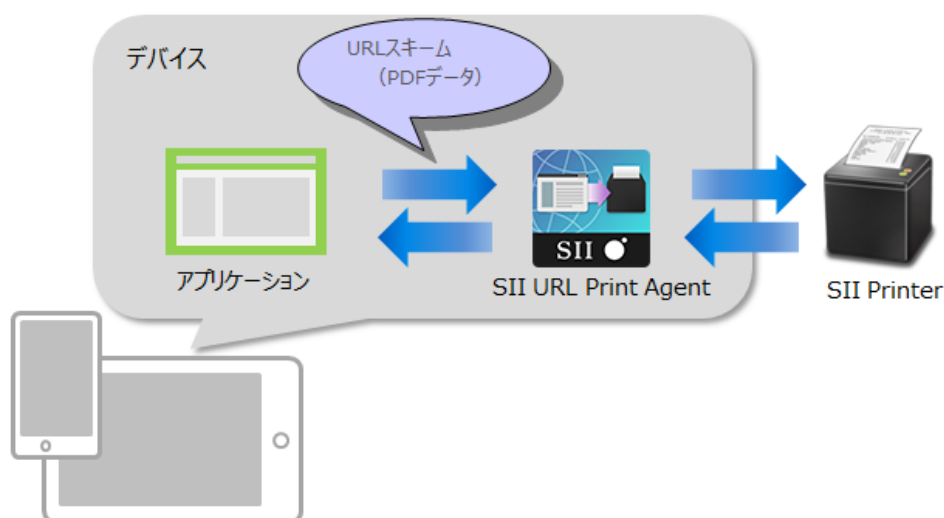 デバイス
URLスキーム
（PDFデータ）
SII
アプリケーション
SII URL Print Agent
SII Printer